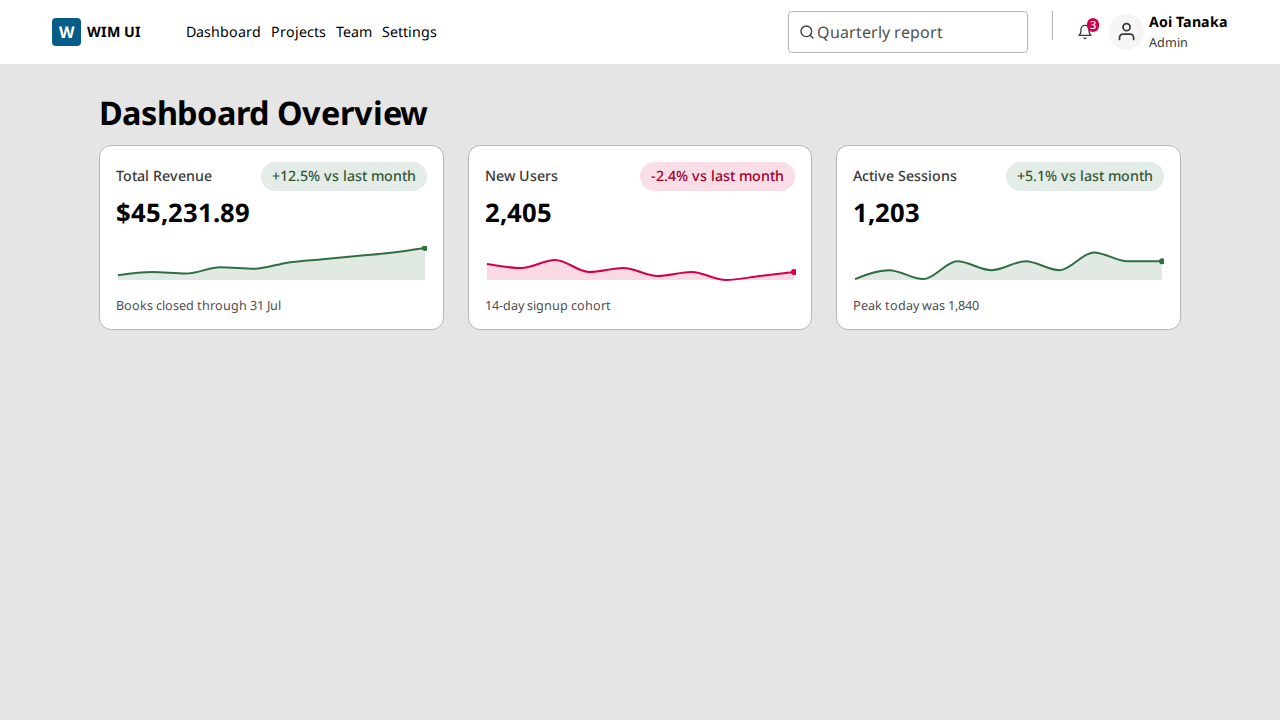 W WIM UI
Dashboard Projects Team Settings
Quarterly report
3
Aoi Tanaka
Admin
Dashboard Overview
Total Revenue
+12.5% vs last month
$45,231.89
Books closed through 31 Jul
New Users
-2.4% vs last month
2,405
14-day signup cohort
Active Sessions
+5.1% vs last month
1,203
Peak today was 1,840